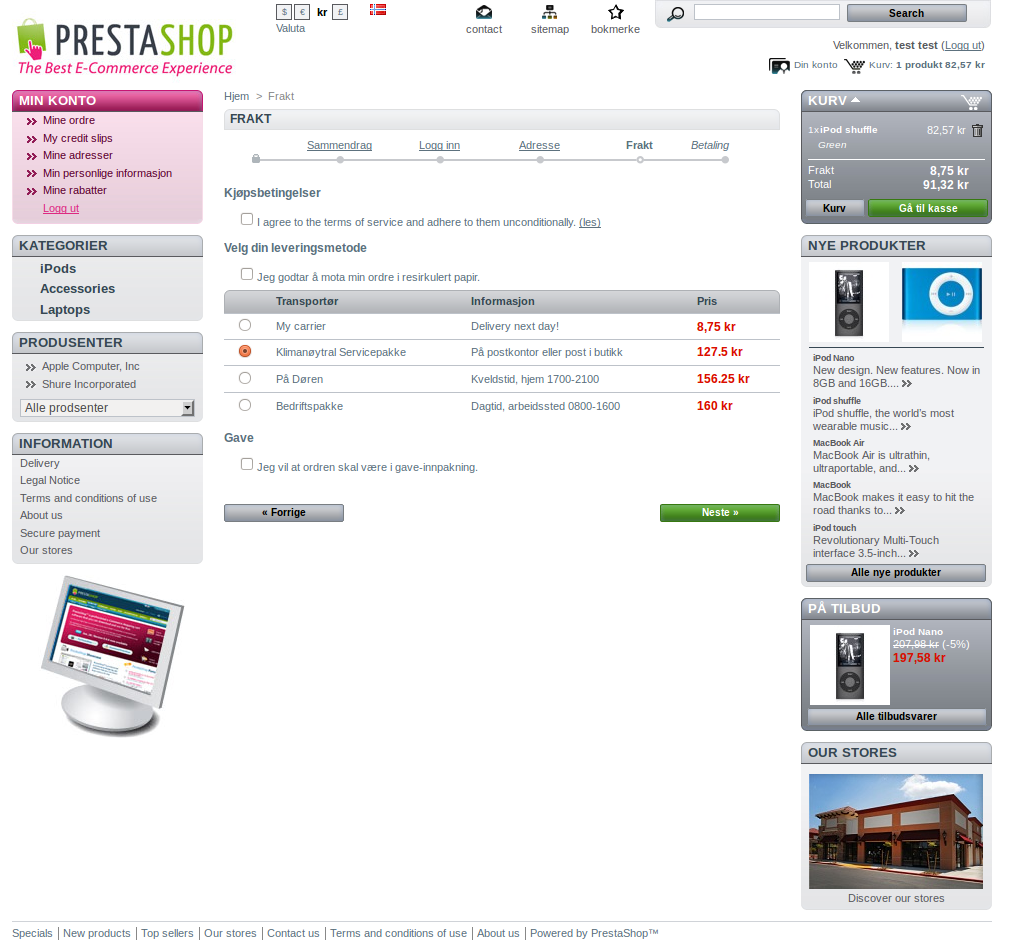 PRESTASHOP
The Best E-Commerce Experience
$ € kr £
Valuta
contact
sitemap
bokmerke
Search
Velkommen, test test (Logg ut)
Din konto
Kurv: 1 produkt 82,57 kr
MIN KONTO
Mine ordre
My credit slips
Mine adresser
Min personlige informasjon
Mine rabatter
Logg ut
KATEGORIER
iPods
Accessories
Laptops
PRODUSENTER
Apple Computer, Inc
Shure Incorporated
Alle prodsenter
INFORMATION
Delivery
Legal Notice
Terms and conditions of use
About us
Secure payment
Our stores
Hjem > Frakt
FRAKT
Sammendrag
Logg inn
Adresse
Frakt
Betaling
Kjøpsbetingelser
I agree to the terms of service and adhere to them unconditionally. (les)
Velg din leveringsmetode
Jeg godtar å mota min ordre i resirkulert papir.
Transportør Informasjon Pris
My carrier Delivery next day! 8,75 kr
Klimanøytral Servicepakke På postkontor eller post i butikk 127.5 kr
På Døren Kveldstid, hjem 1700-2100 156.25 kr
Bedriftspakke Dagtid, arbeidssted 0800-1600 160 kr
Gave
Jeg vil at ordren skal være i gave-innpakning.
« Forrige
Neste »
KURV
1x iPod shuffle 82,57 kr
Green
Frakt 8,75 kr
Total 91,32 kr
Kurv
Gå til kasse
NYE PRODUKTER
iPod Nano
New design. New features. Now in
8GB and 16GB....
iPod shuffle
iPod shuffle, the world's most
wearable music...
MacBook Air
MacBook Air is ultrathin,
ultraportable, and...
MacBook
MacBook makes it easy to hit the
road thanks to...
iPod touch
Revolutionary Multi-Touch
interface 3.5-inch...
Alle nye produkter
PÅ TILBUD
iPod Nano
207,98 kr (-5%)
197,58 kr
Alle tilbudsvarer
OUR STORES
Discover our stores
Specials
New products
Top sellers
Our stores
Contact us
Terms and conditions of use
About us
Powered by PrestaShop™